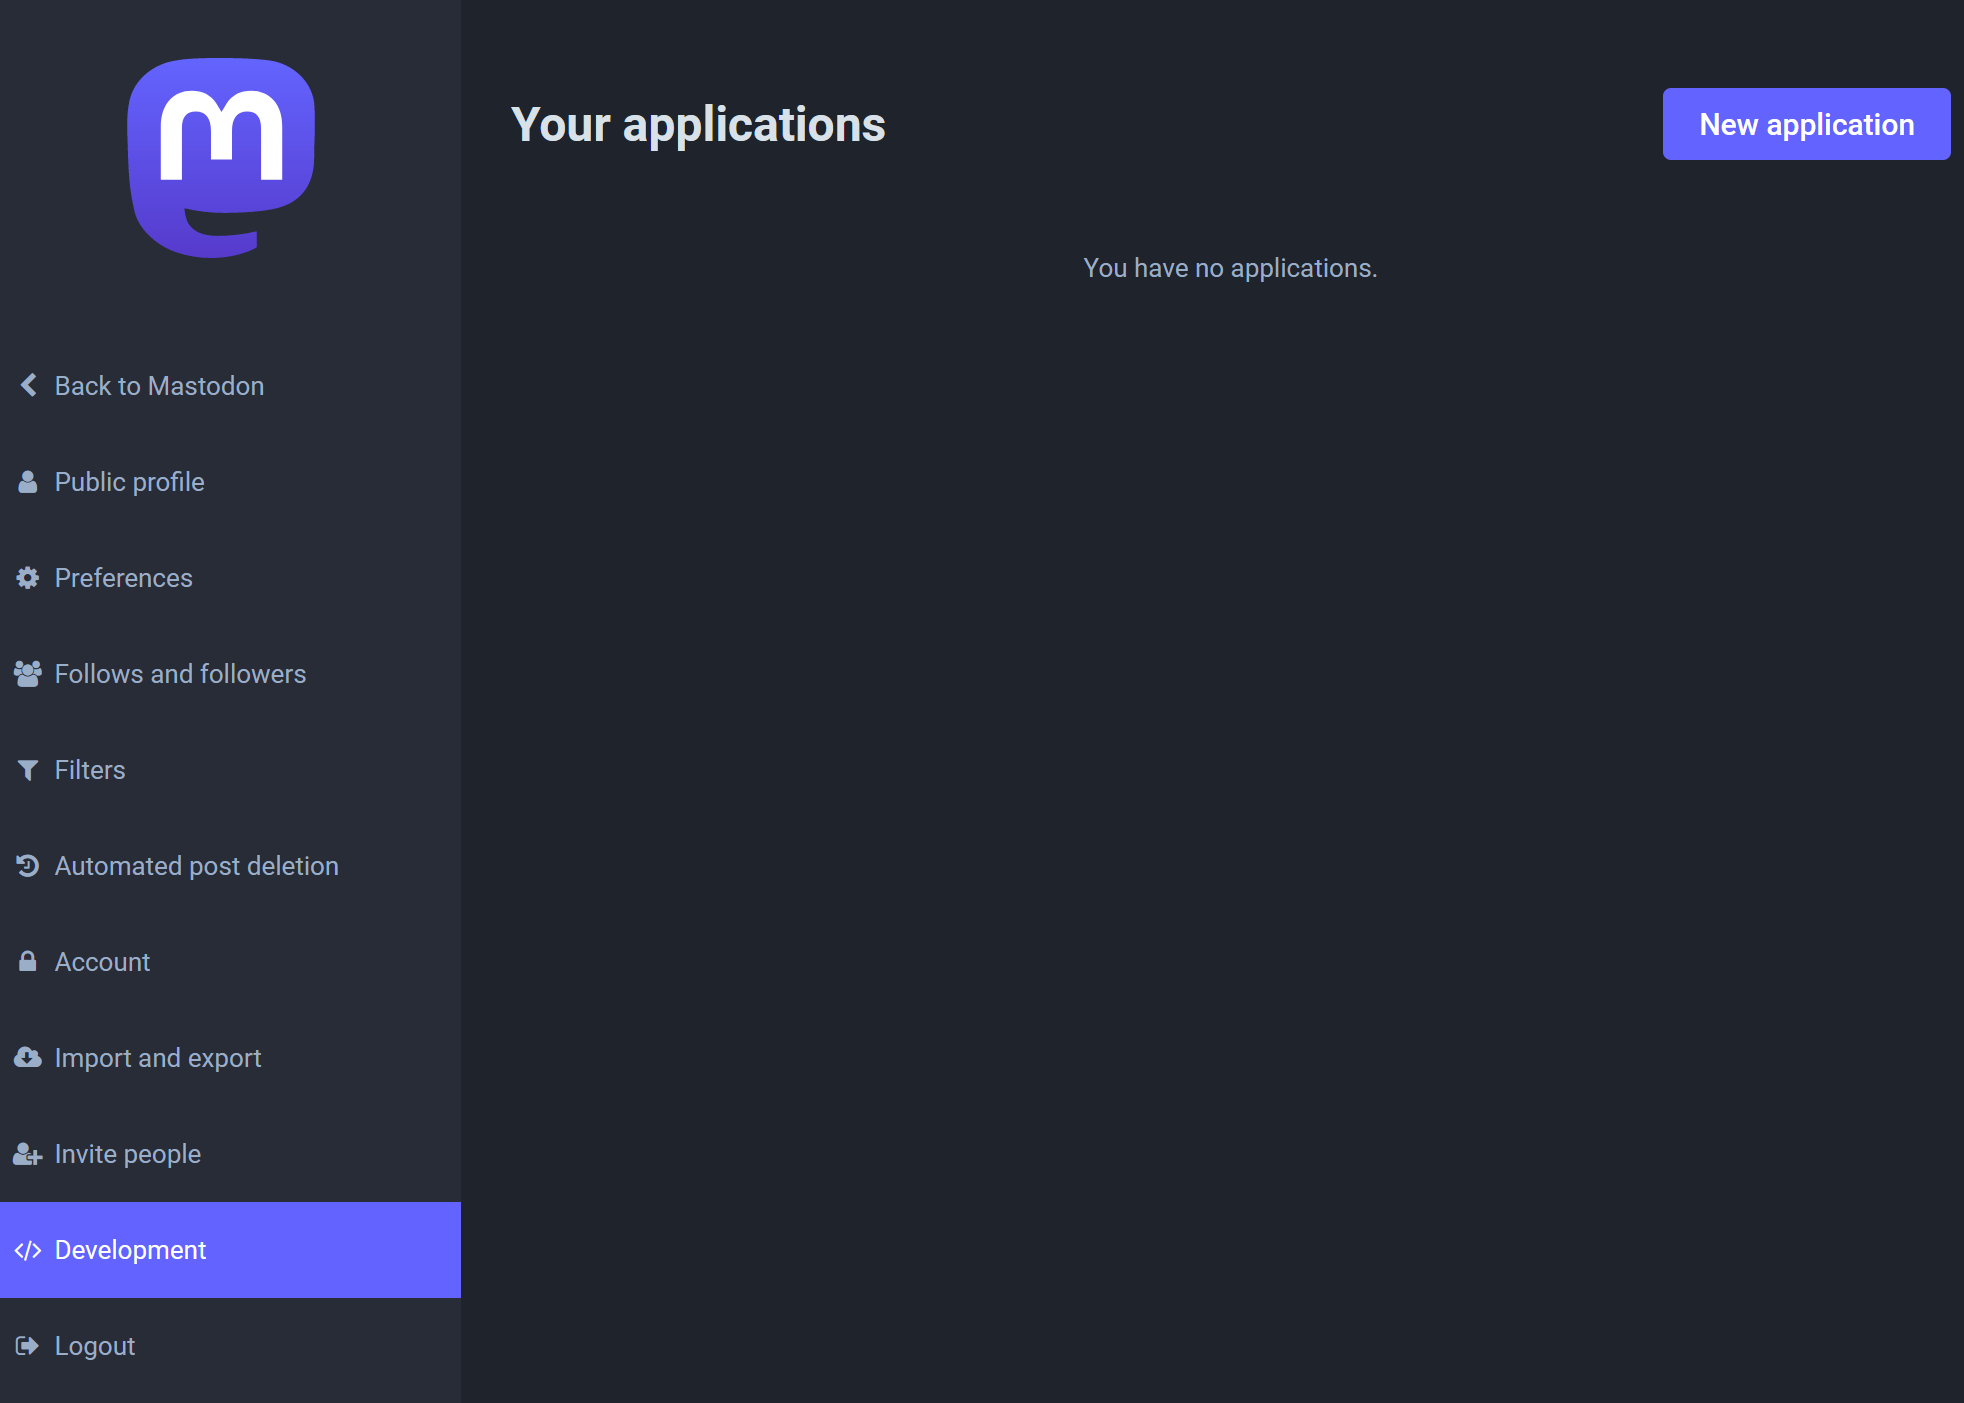 Your applications
New application
You have no applications.
Back to Mastodon
Public profile
Preferences
Follows and followers
Filters
Automated post deletion
Account
Import and export
Invite people
Development
Logout